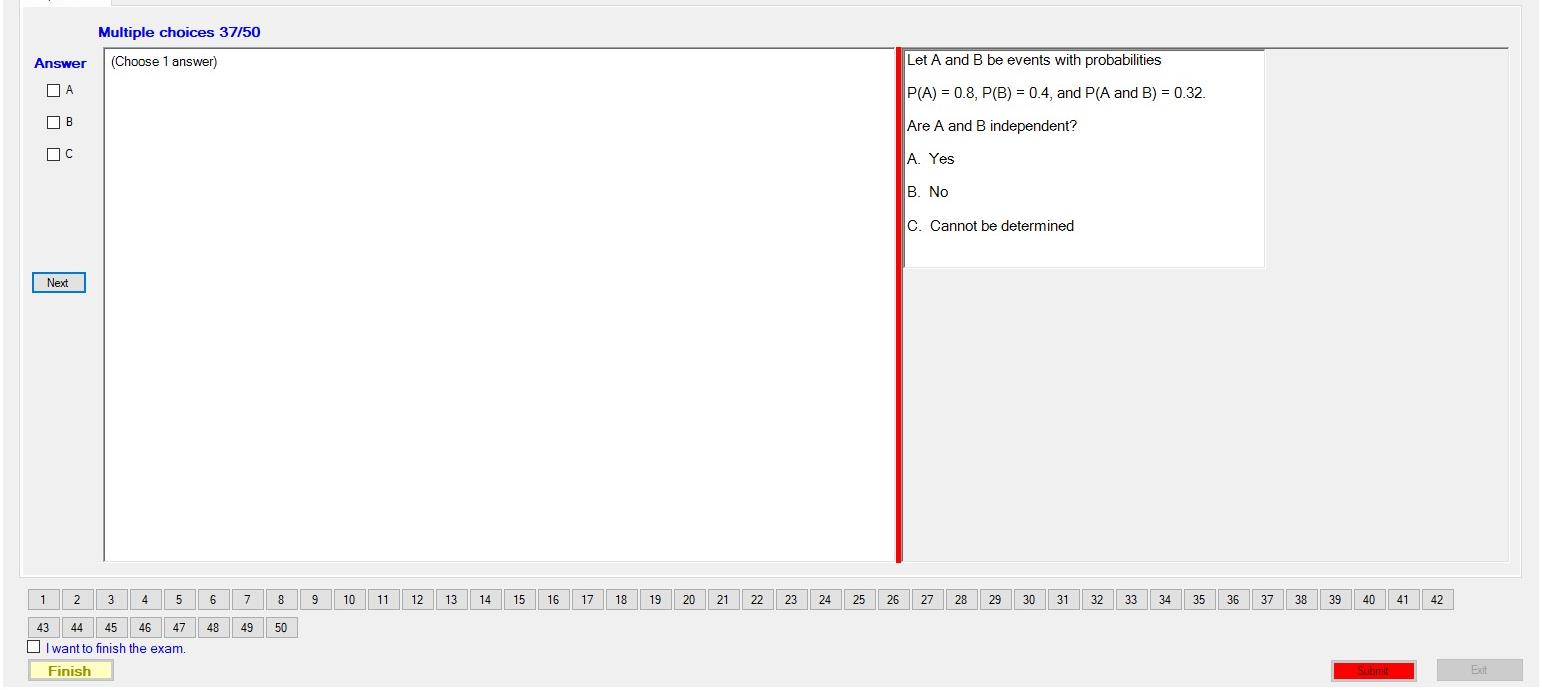 Multiple choices 37/50
Answer
(Choose 1 answer)
A
B
C
Next
Let A and B be events with probabilities
P(A) = 0.8, P(B) = 0.4, and P(A and B) = 0.32.
Are A and B independent?
A. Yes
B. No
C. Cannot be determined
1 2 3 4 5 6 7 8 9 10 11 12 13 14 15 16 17 18 19 20 21 22 23 24 25 26 27 28 29 30 31 32 33 34 35 36 37 38 39 40 41 42
43 44 45 46 47 48 49 50
I want to finish the exam.
Finish
Submit
Exit